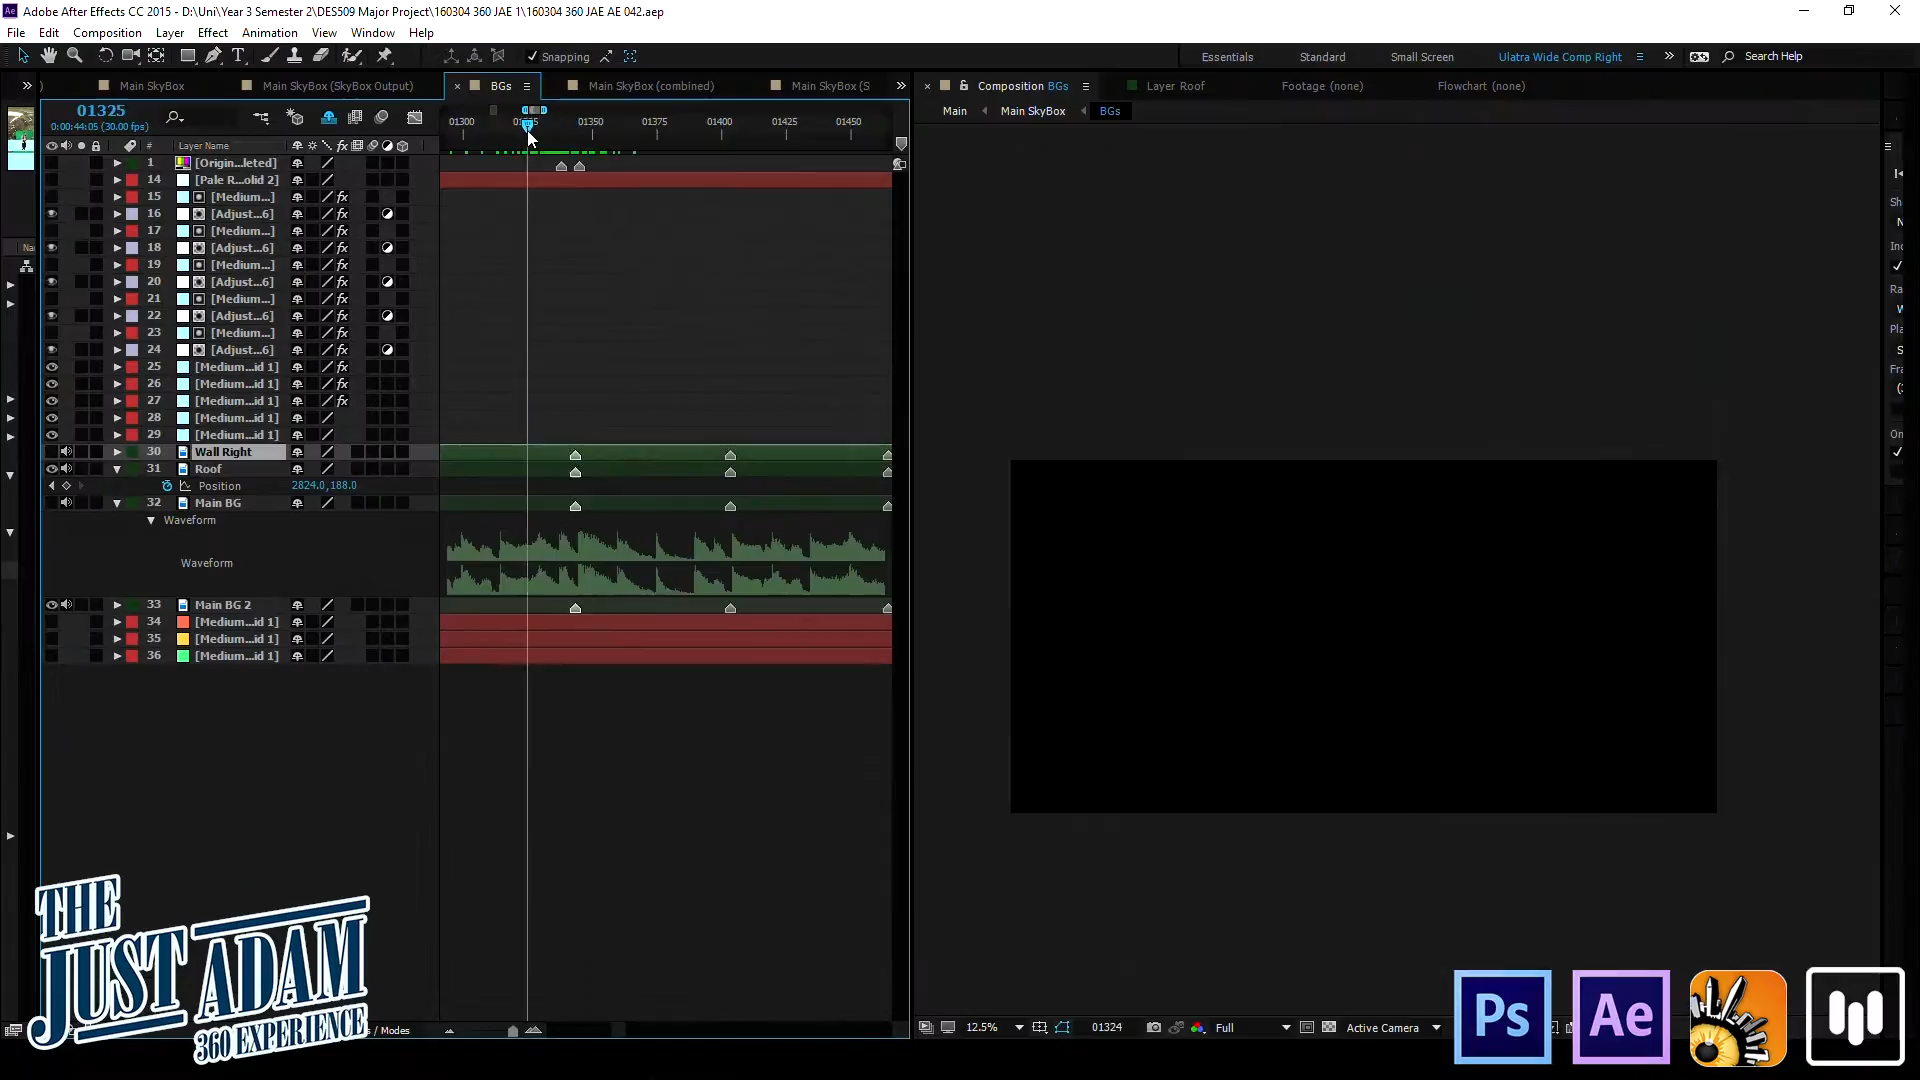 Adobe After Effects CC 2015 - D:\Uni\Year 3 Semester 2\DES509 Major Project\160304 360 JAE 1\160304 360 JAE AE 042.aep
File Edit Composition Layer Effect Animation View Window Help
Snapping Essentials Standard Small Screen Ulatra Wide Comp Right Search Help
Main SkyBox Main SkyBox (SkyBox Output) BGs Main SkyBox (combined) Main SkyBox (S Composition BGs Layer Roof Footage (none) Flowchart (none)
01325
0:00:44:05 (30.00 fps)
01300 01350 01375 01400 01425 01450
Main Main SkyBox BGs
# Layer Name
1 [Origin...leted]
14 [Pale R...olid 2]
15 [Medium...]
16 [Adjust...6]
17 [Medium...]
18 [Adjust...6]
19 [Medium...]
20 [Adjust...6]
21 [Medium...]
22 [Adjust...6]
23 [Medium...]
24 [Adjust...6]
25 [Medium...id 1]
26 [Medium...id 1]
27 [Medium...id 1]
28 [Medium...id 1]
29 [Medium...id 1]
30 Wall Right
31 Roof
Position 2824.0,188.0
32 Main BG
Waveform
Waveform
33 Main BG 2
34 [Medium...id 1]
35 [Medium...id 1]
36 [Medium...id 1]
THE
JUST ADAM
360 EXPERIENCE
/ Modes
12.5% 01324 Full Active Camera
Ps Ae